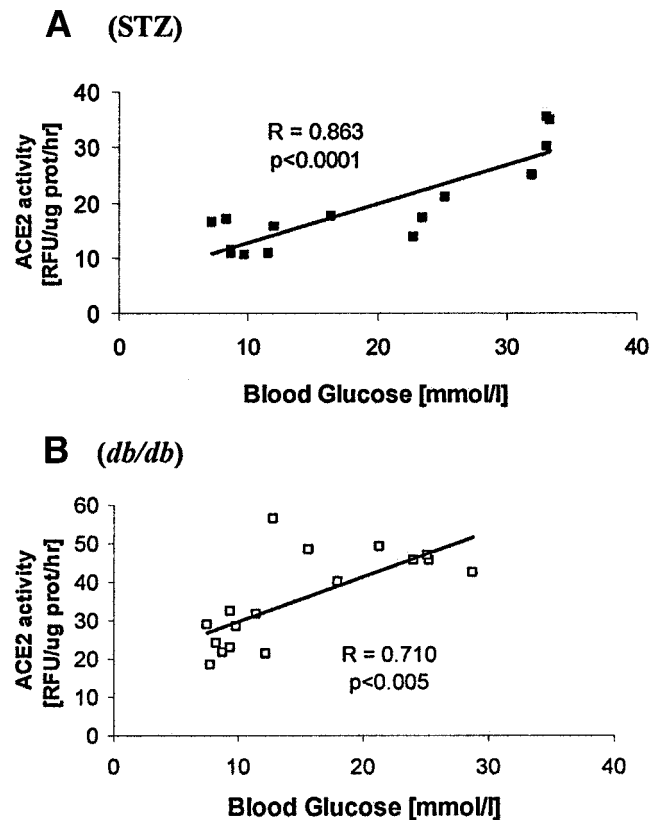 A (STZ)
40
30
20
10
0
ACE2 activity
[RFU/ug prot/hr]
R = 0.863
p<0.0001
0 10 20 30 40
Blood Glucose [mmol/l]
B (db/db)
60
50
40
30
20
10
0
ACE2 activity
[RFU/ug prot/hr]
R = 0.710
p<0.005
0 10 20 30 40
Blood Glucose [mmol/l]